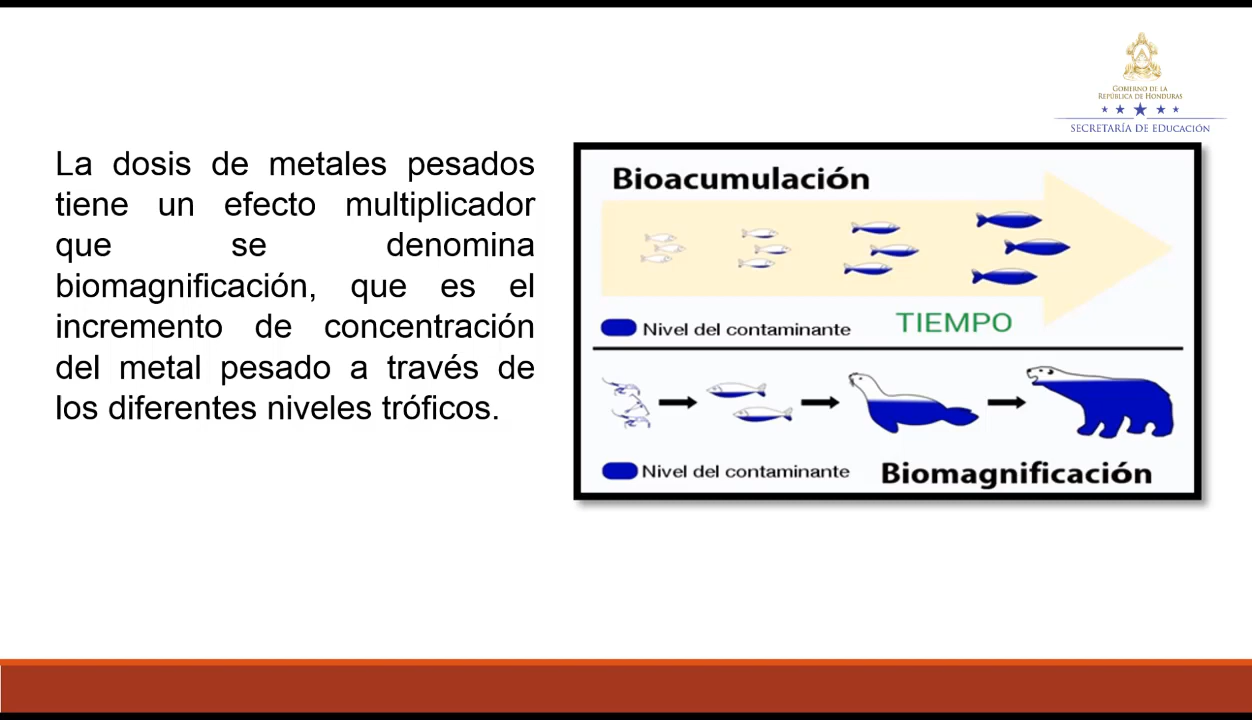 GOBIERNO DE LA
REPÚBLICA DE HONDURAS
SECRETARÍA DE EDUCACIÓN
La dosis de metales pesados
tiene un efecto multiplicador
que se denomina
biomagnificación, que es el
incremento de concentración
del metal pesado a través de
los diferentes niveles tróficos.
Bioacumulación
Nivel del contaminante
TIEMPO
Nivel del contaminante
Biomagnificación